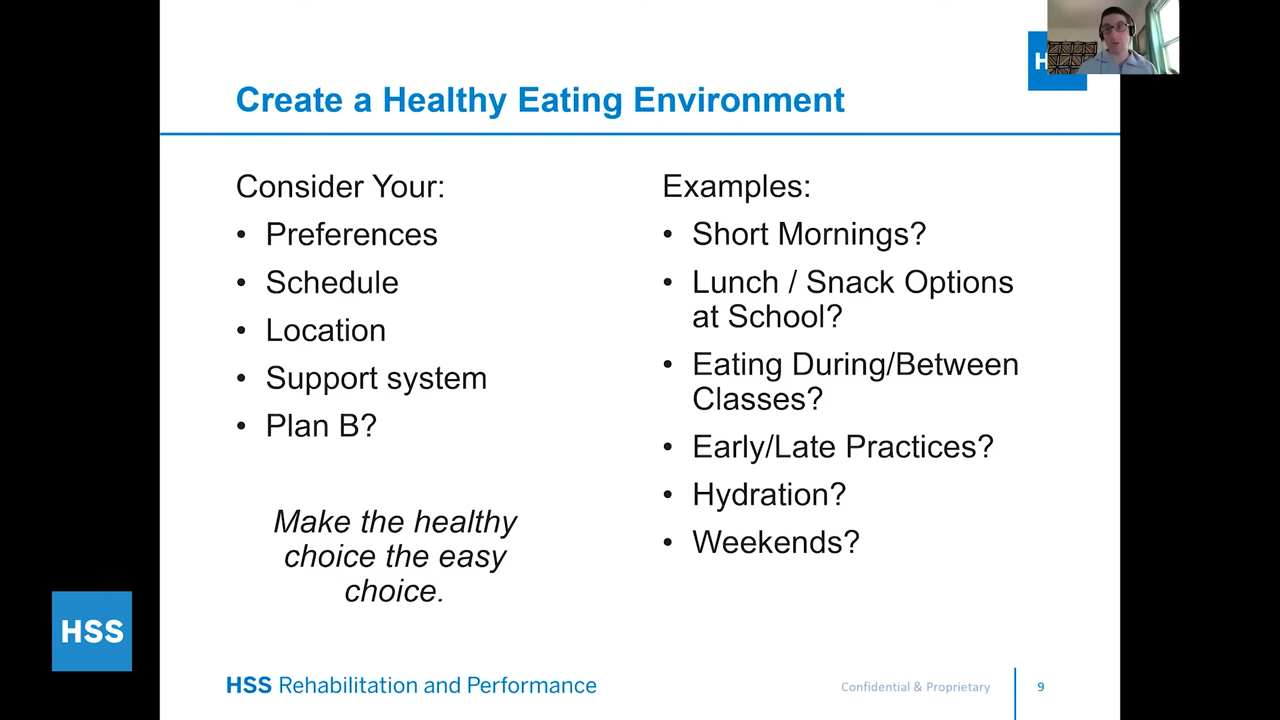 Create a Healthy Eating Environment
H
Consider Your:
• Preferences
• Schedule
• Location
• Support system
• Plan B?
Make the healthy
choice the easy
choice.
Examples:
• Short Mornings?
• Lunch / Snack Options
at School?
• Eating During/Between
Classes?
• Early/Late Practices?
• Hydration?
• Weekends?
HSS
HSS Rehabilitation and Performance
Confidential & Proprietary
9